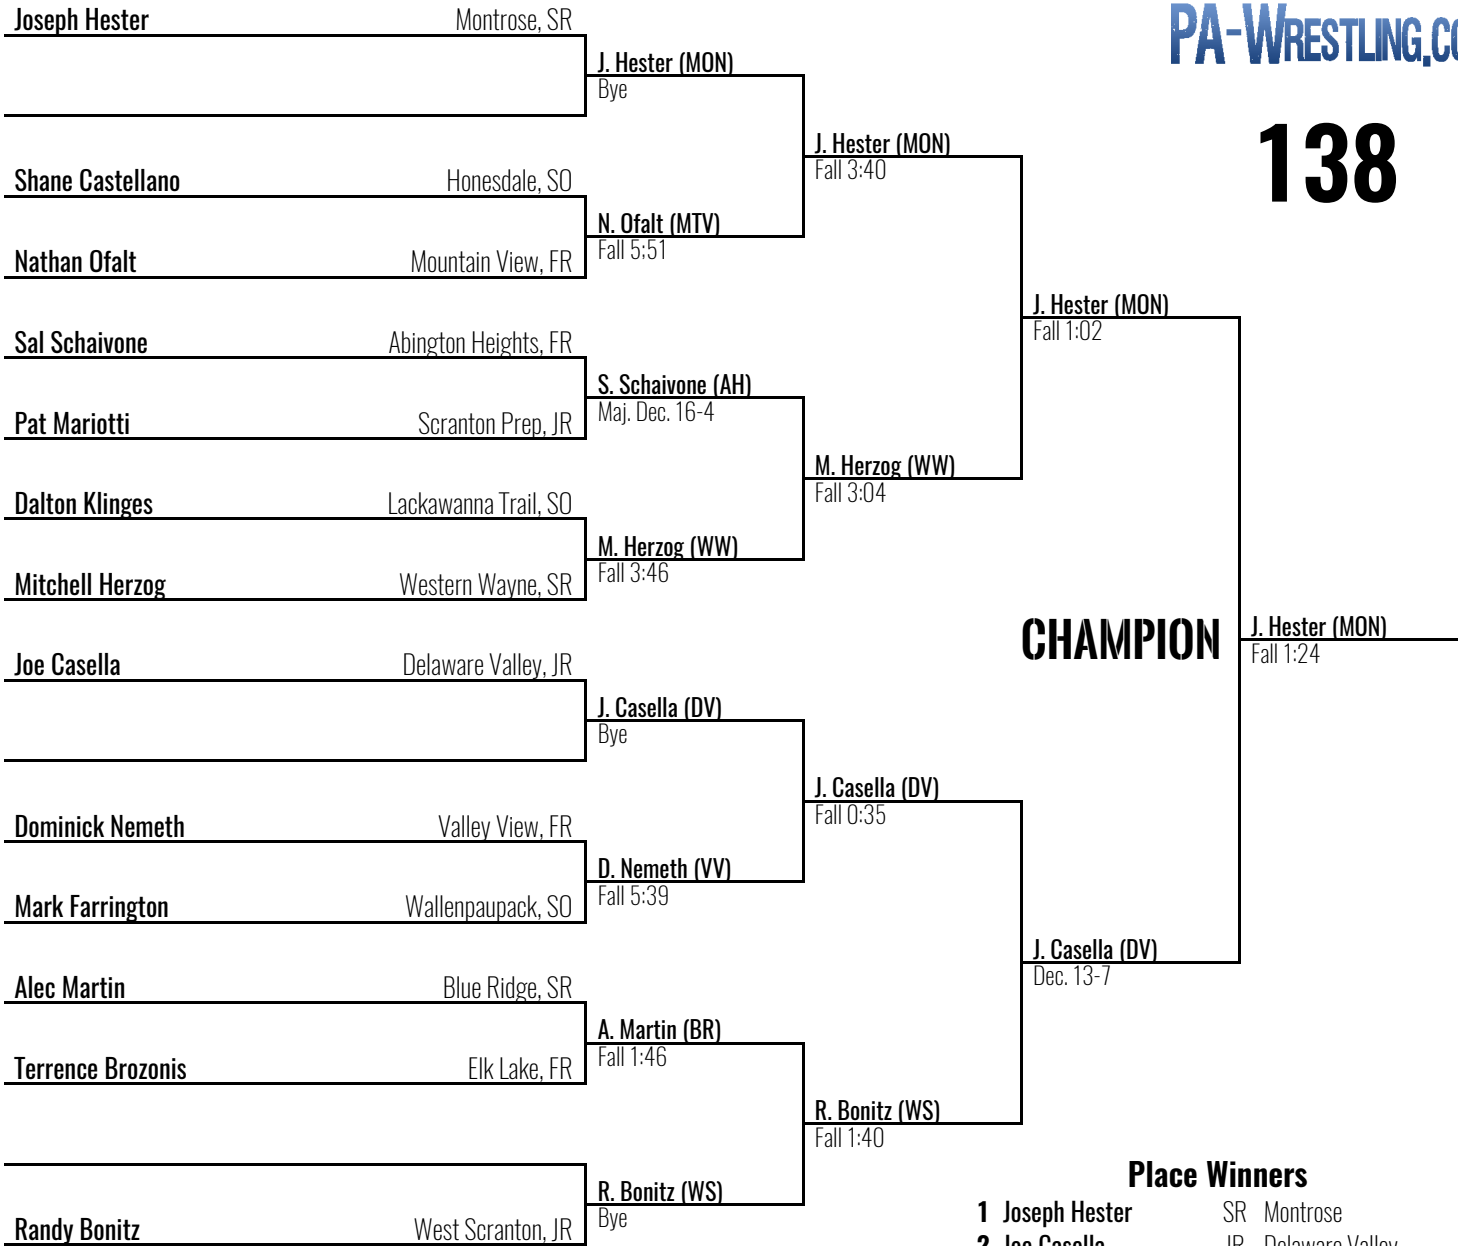 Joseph Hester Montrose, SR
J. Hester (MON)
Bye
J. Hester (MON)
Fall 3:40
Shane Castellano Honesdale, SO
N. Ofalt (MTV)
Fall 5:51
Nathan Ofalt Mountain View, FR
J. Hester (MON)
Fall 1:02
Sal Schaivone Abington Heights, FR
S. Schaivone (AH)
Maj. Dec. 16-4
Pat Mariotti Scranton Prep, JR
M. Herzog (WW)
Fall 3:04
Dalton Klinges Lackawanna Trail, SO
M. Herzog (WW)
Fall 3:46
Mitchell Herzog Western Wayne, SR
CHAMPION
J. Hester (MON)
Fall 1:24
Joe Casella Delaware Valley, JR
J. Casella (DV)
Bye
J. Casella (DV)
Fall 0:35
Dominick Nemeth Valley View, FR
D. Nemeth (VV)
Fall 5:39
Mark Farrington Wallenpaupack, SO
J. Casella (DV)
Dec. 13-7
Alec Martin Blue Ridge, SR
A. Martin (BR)
Fall 1:46
Terrence Brozonis Elk Lake, FR
R. Bonitz (WS)
Fall 1:40
R. Bonitz (WS)
Bye
Randy Bonitz West Scranton, JR
PA-WRESTLING.CO
138
Place Winners
1 Joseph Hester SR Montrose
2 Joe Casella JR Delaware Valley